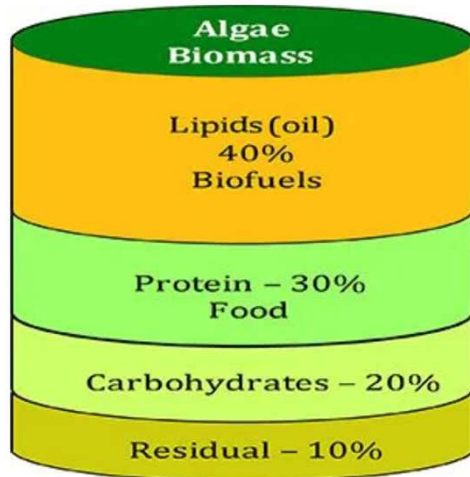 Algae
Biomass
Lipids(oil)
40%
Biofuels
Protein – 30%
Food
Carbohydrates – 20%
Residual – 10%